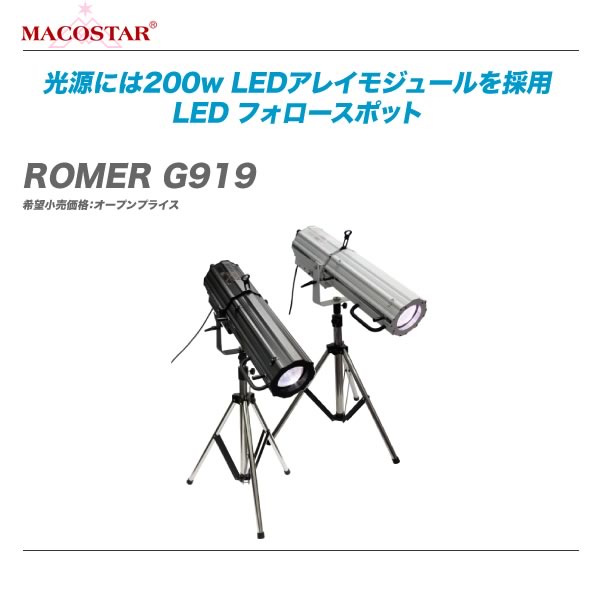 MACOSTAR®
光源には200w LEDアレイモジュールを採用
LED フォロースポット
ROMER G919
希望小売価格：オープンプライス